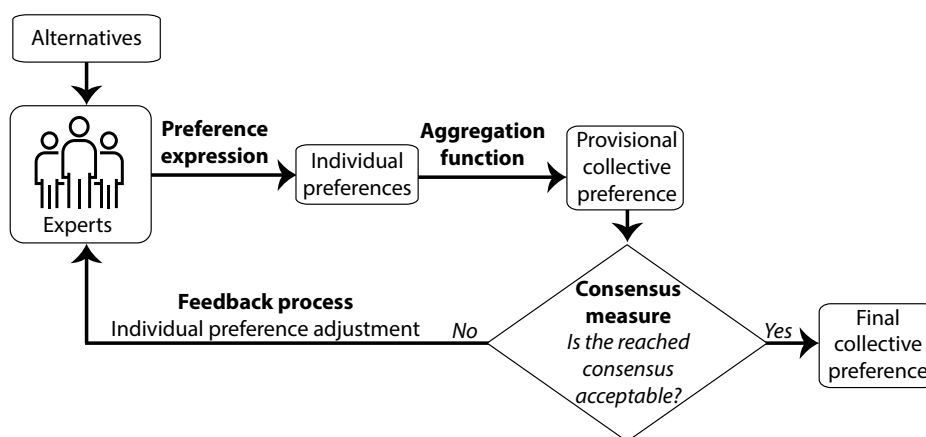 Alternatives
Experts
Preference
expression
Individual
preferences
Aggregation
function
Provisional
collective
preference
Consensus
measure
Is the reached
consensus
acceptable?
Yes
Final
collective
preference
No
Feedback process
Individual preference adjustment